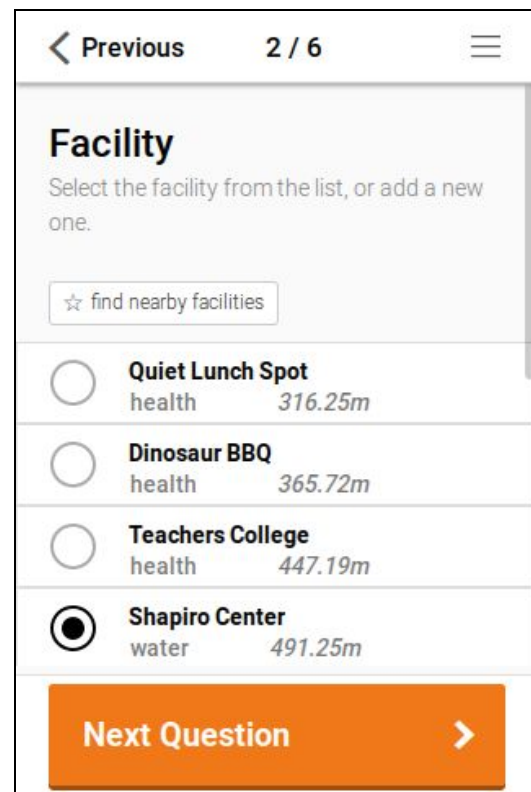 Previous 2 / 6
Facility
Select the facility from the list, or add a new
one.
☆ find nearby facilities
Quiet Lunch Spot
health 316.25m
Dinosaur BBQ
health 365.72m
Teachers College
health 447.19m
Shapiro Center
water 491.25m
Next Question